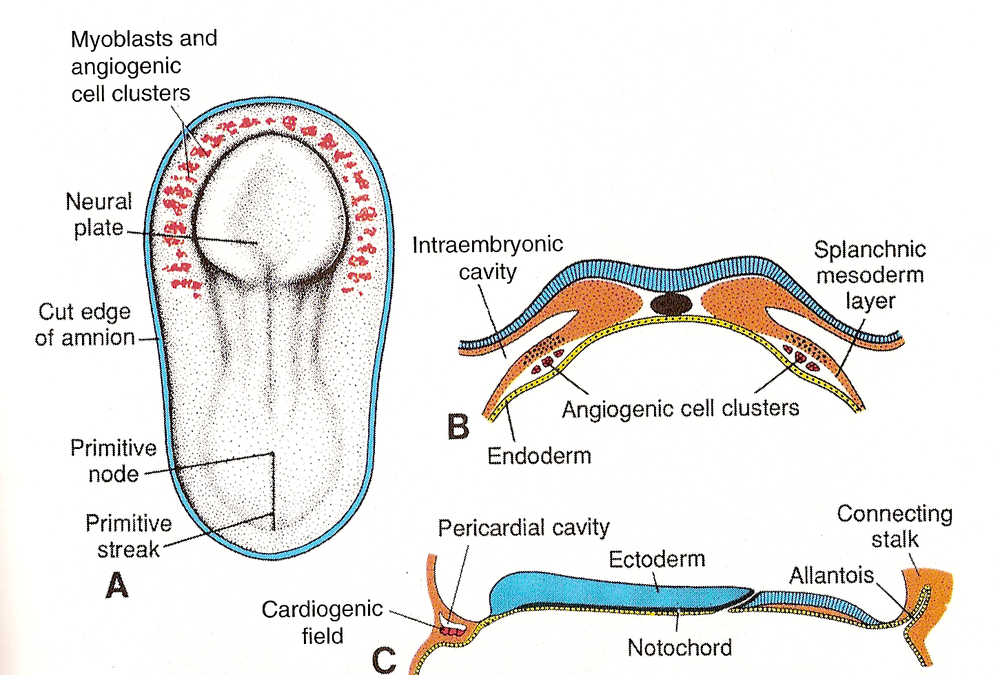 Myoblasts and
angiogenic
cell clusters
Neural
plate
Cut edge
of amnion
Primitive
node
Primitive
streak
A
Intraembryonic
cavity
Splanchnic
mesoderm
layer
Angiogenic cell clusters
B
Endoderm
Pericardial cavity
Connecting
stalk
Ectoderm
Allantois
Cardiogenic
field
Notochord
C